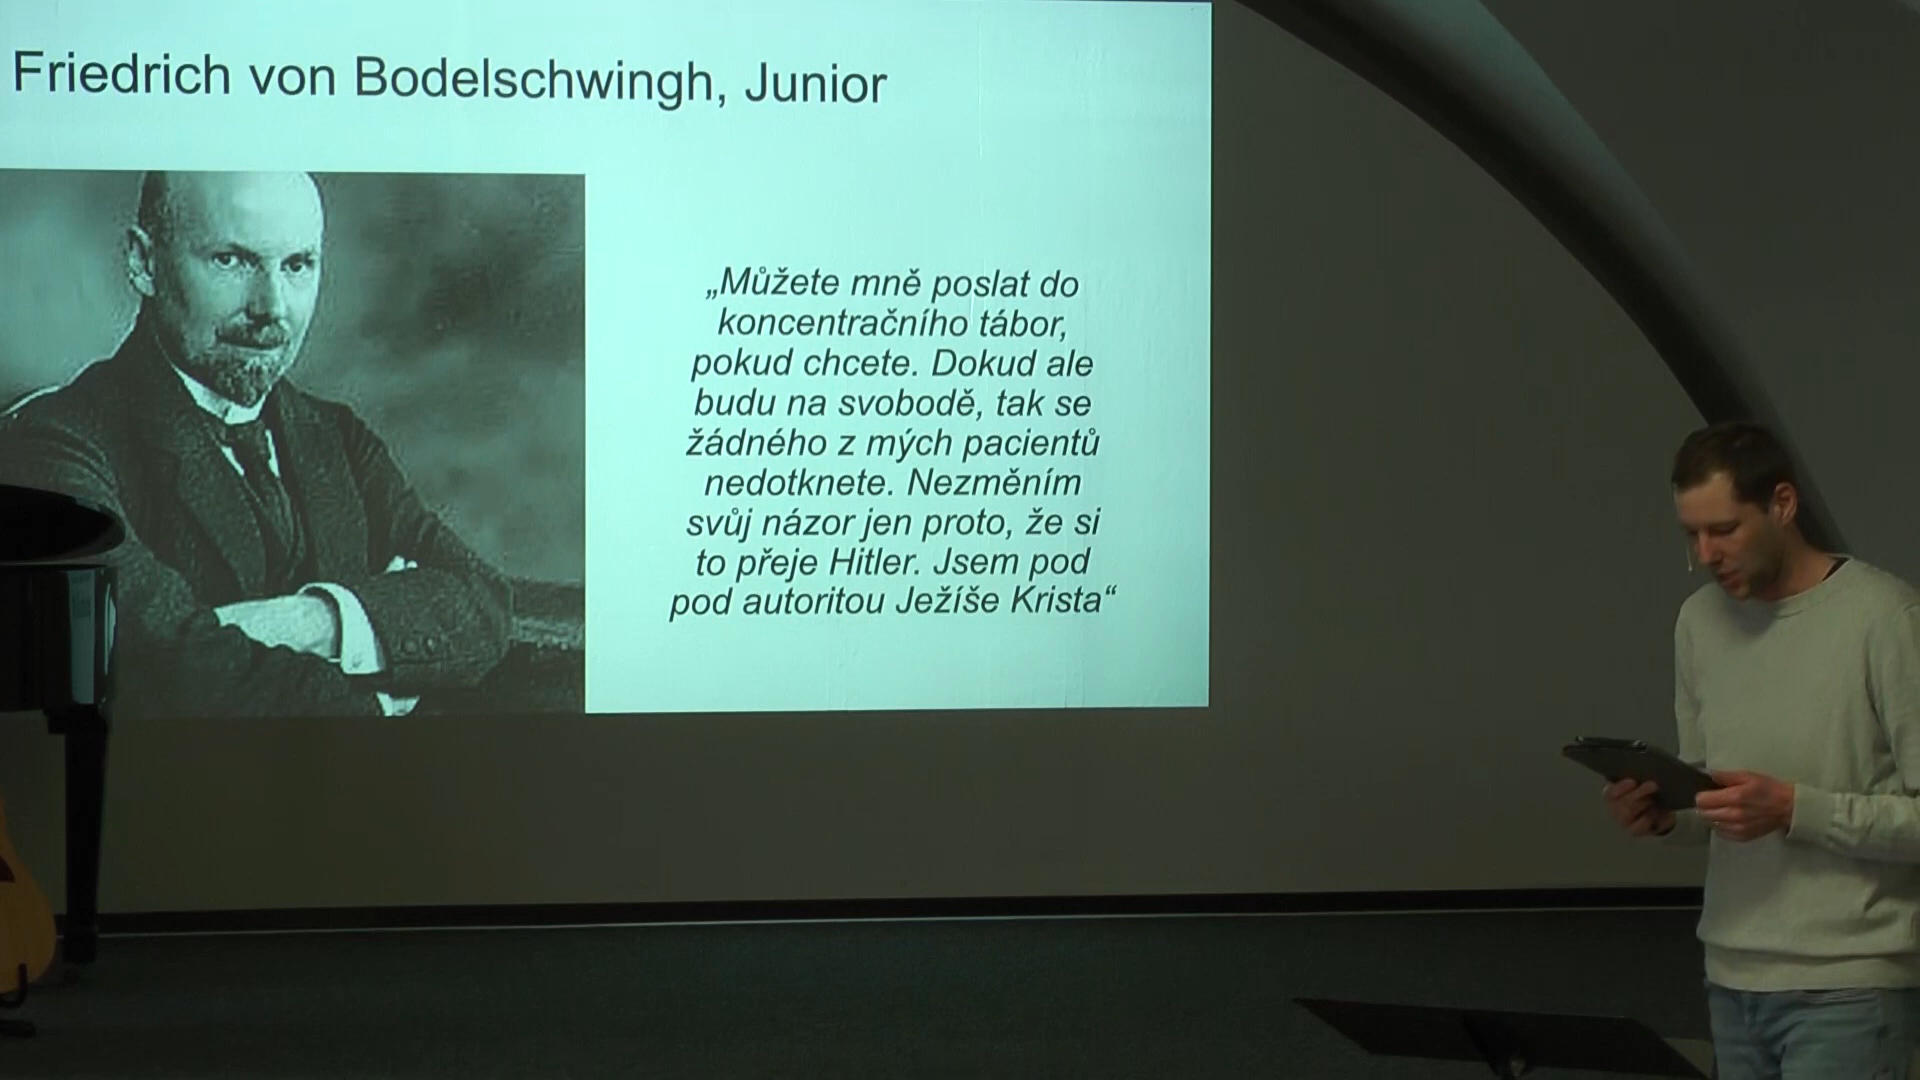 Friedrich von Bodelschwingh, Junior
„Můžete mně poslat do
koncentračního tábor,
pokud chcete. Dokud ale
budu na svobodě, tak se
žádného z mých pacientů
nedotknete. Nezměním
svůj názor jen proto, že si
to přeje Hitler. Jsem pod
pod autoritou Ježíše Krista“